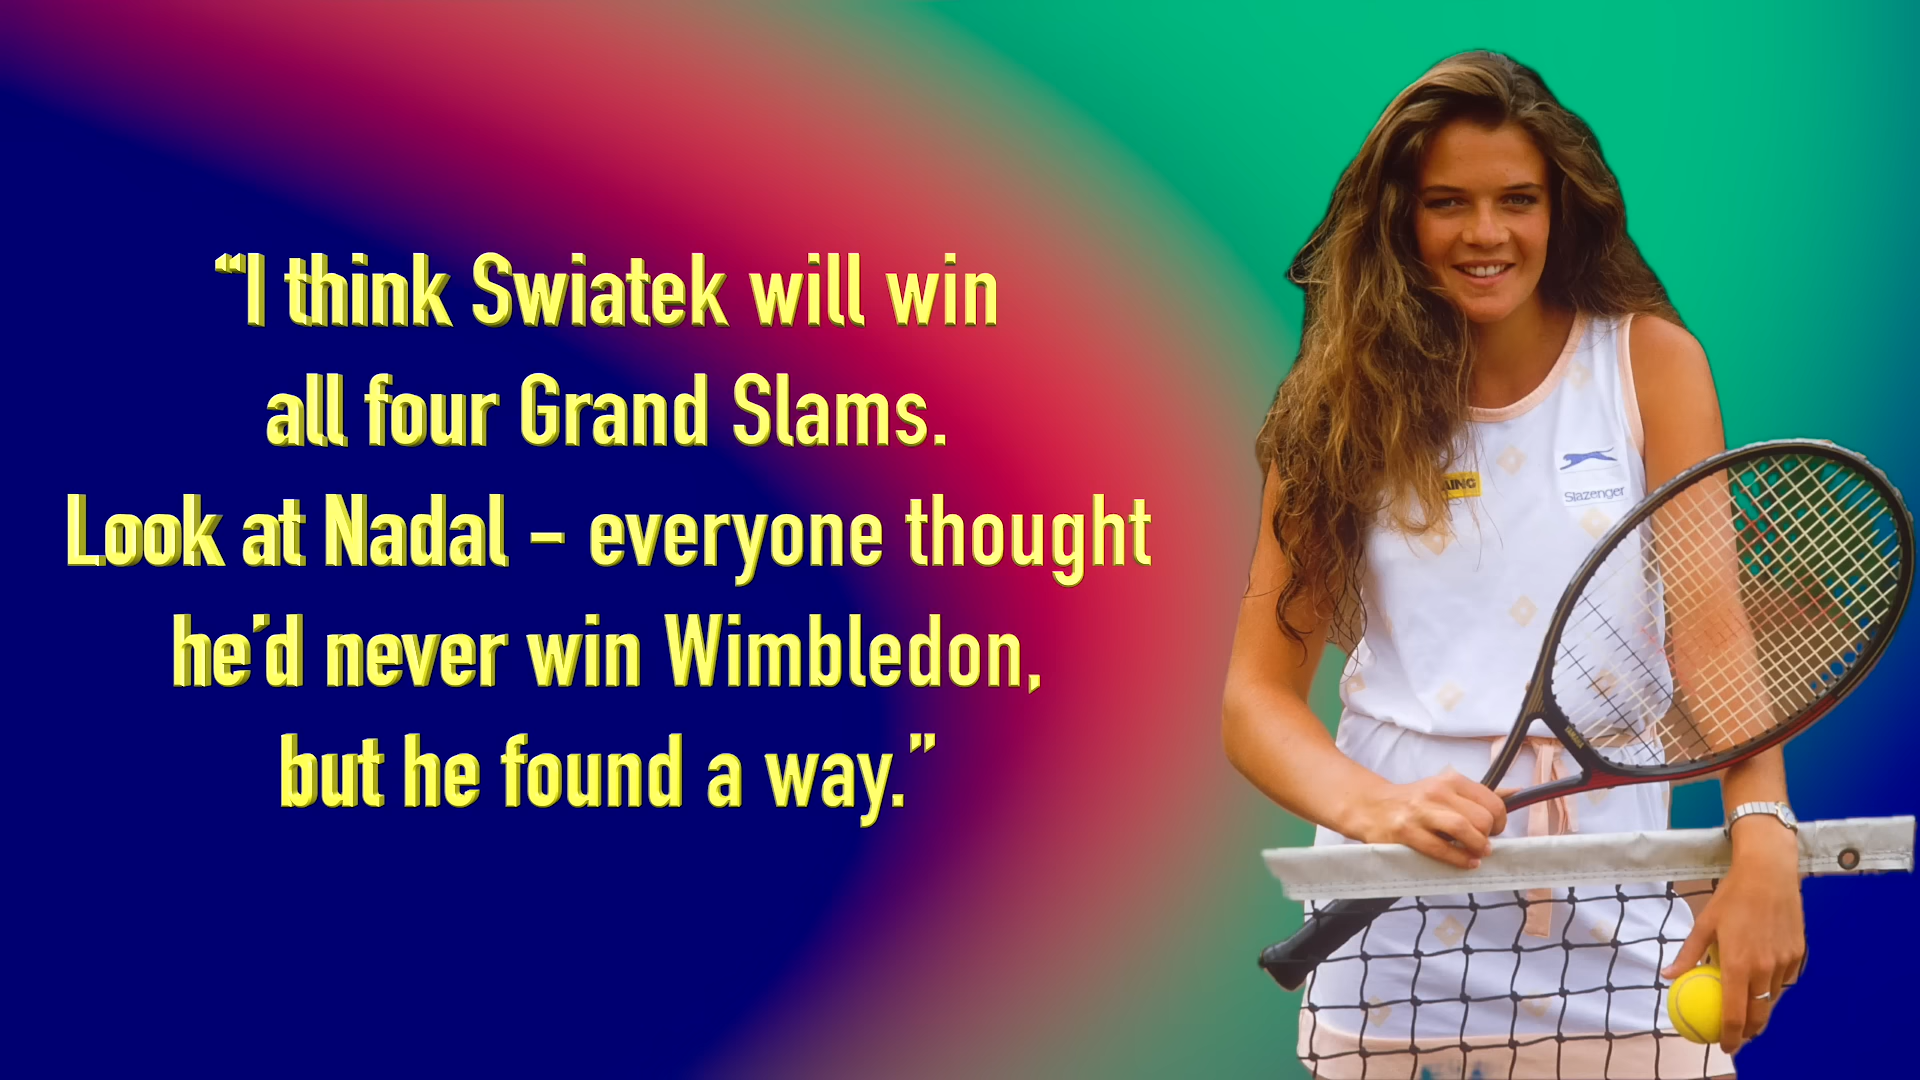 “I think Swiatek will win
all four Grand Slams.
Look at Nadal – everyone thought
he’d never win Wimbledon,
but he found a way.”
Slazenger